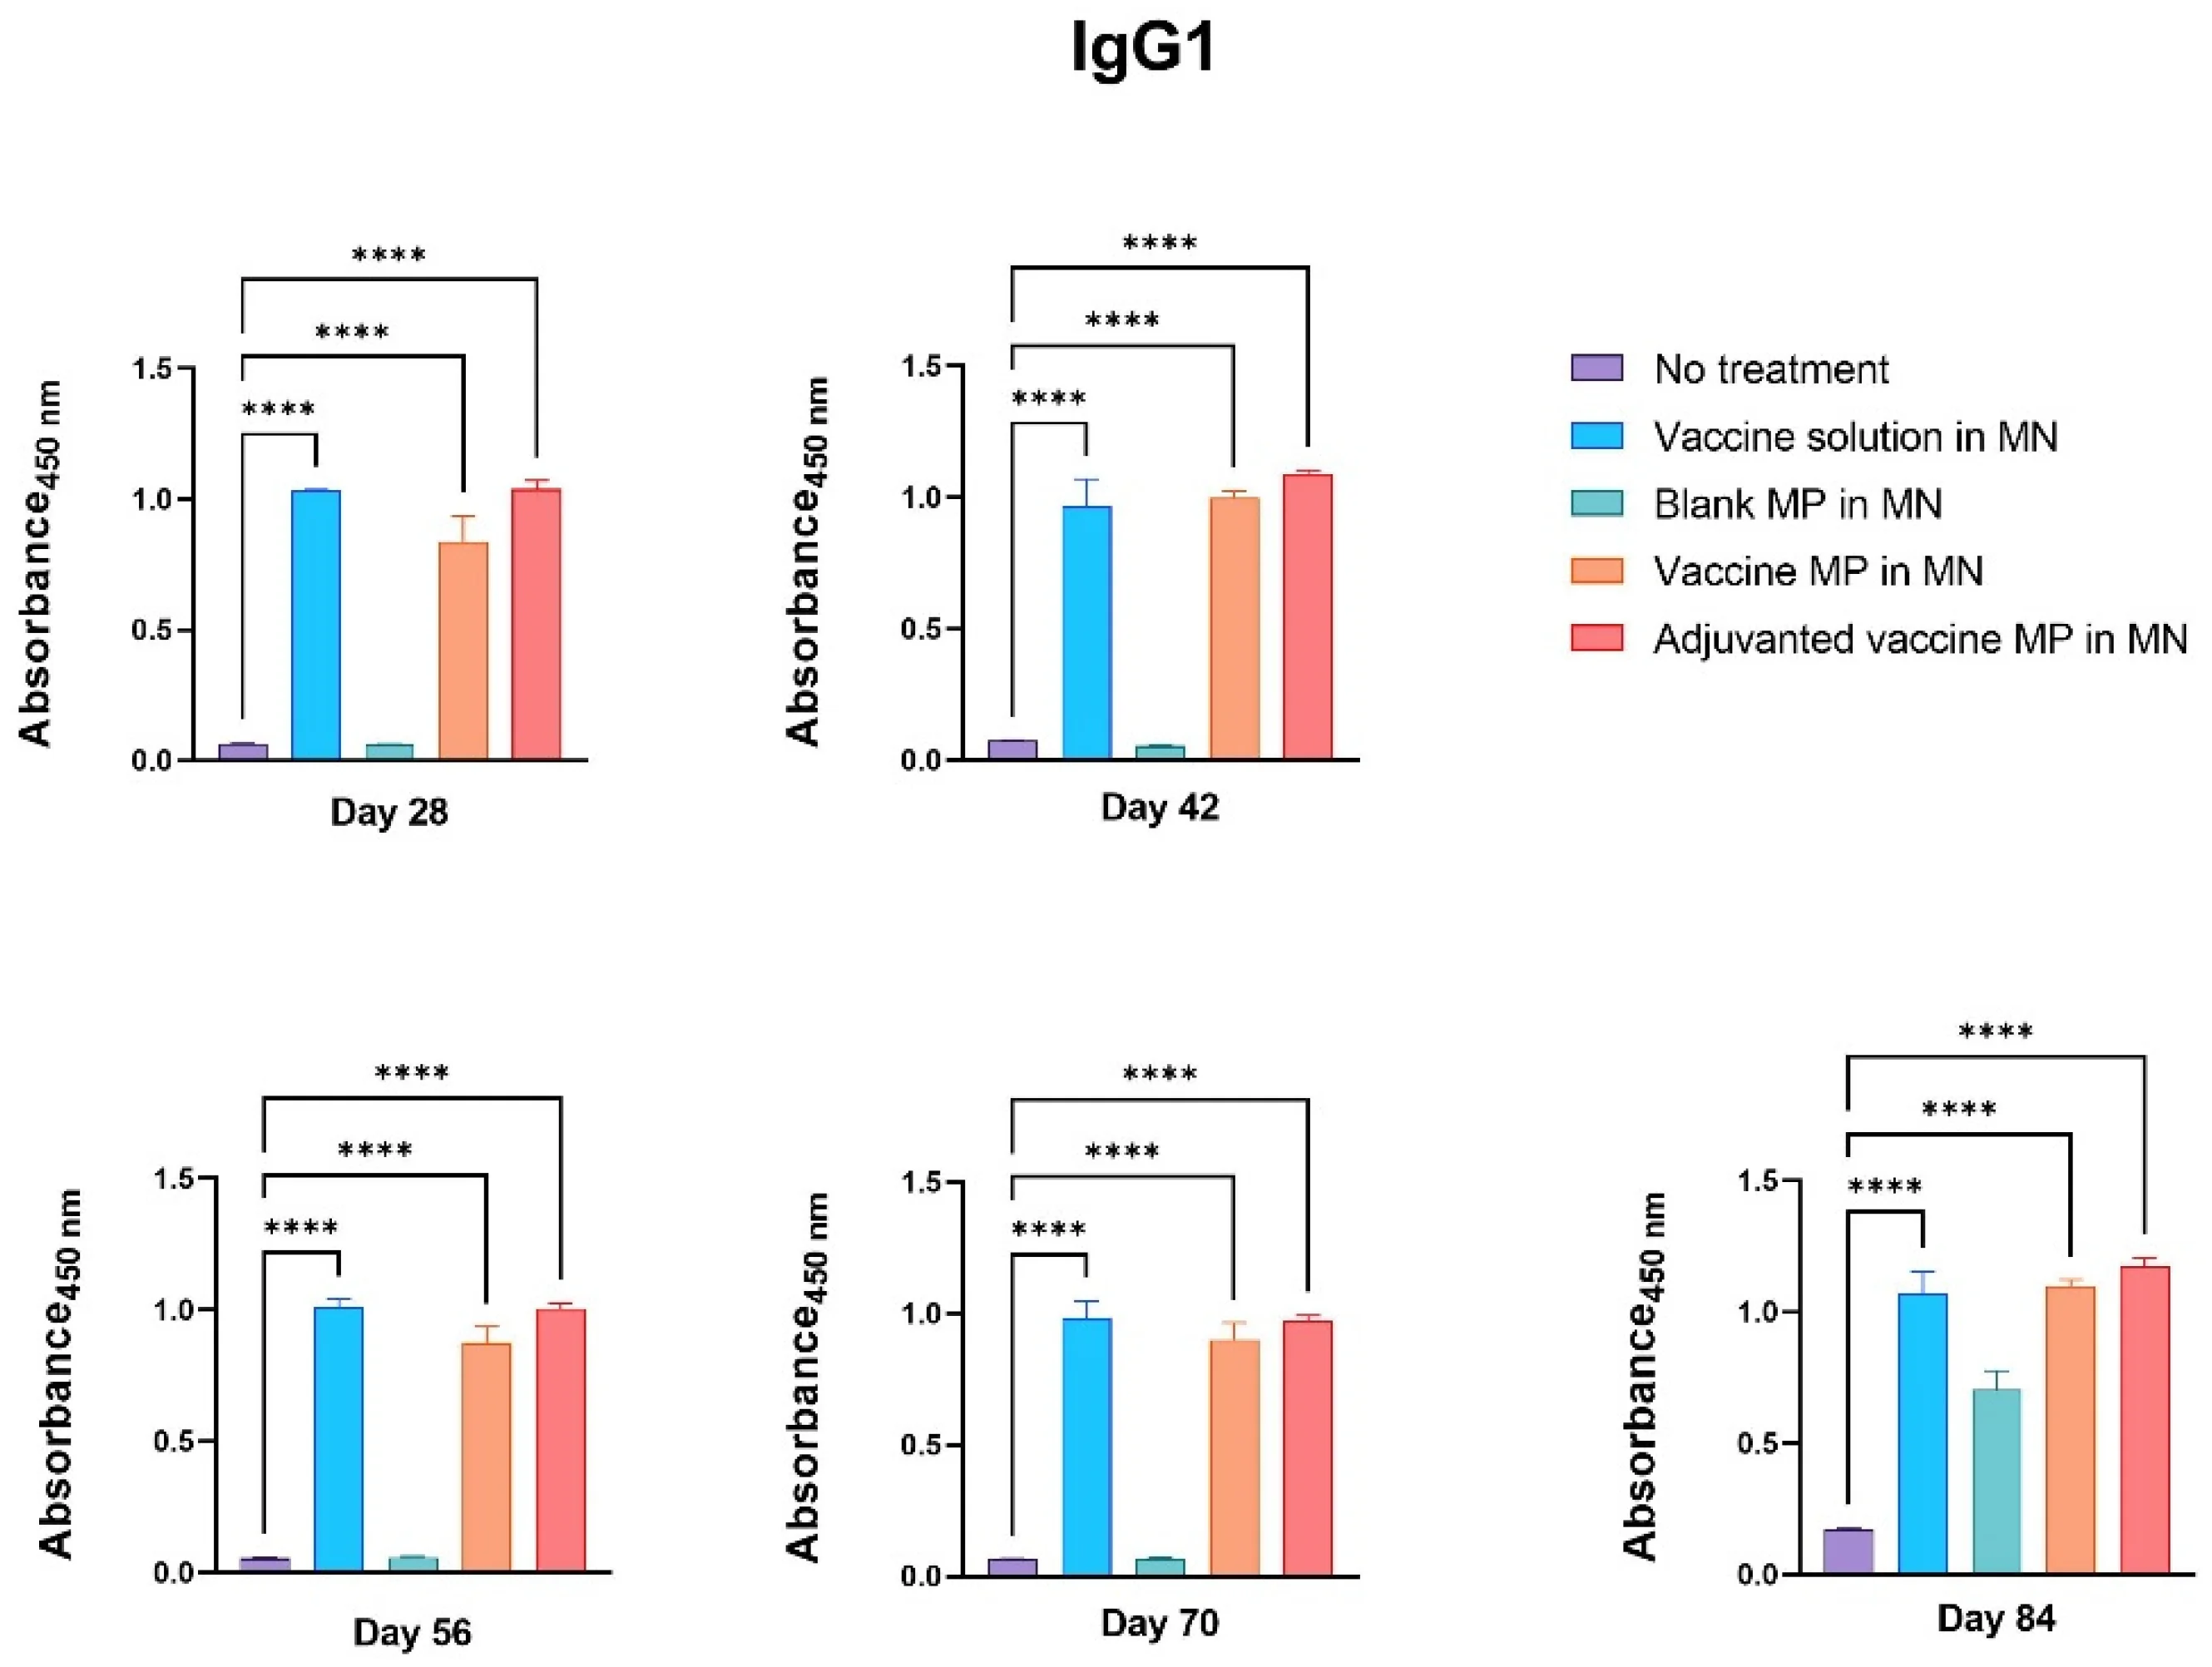 IgG1
****
****
****
1.5
1.0
0.5
0.0
Absorbance450 nm
Day 28
****
****
****
1.5
1.0
0.5
0.0
Absorbance450 nm
Day 42
No treatment
Vaccine solution in MN
Blank MP in MN
Vaccine MP in MN
Adjuvanted vaccine MP in MN
****
****
****
1.5
1.0
0.5
0.0
Absorbance450 nm
Day 56
****
****
****
1.5
1.0
0.5
0.0
Absorbance450 nm
Day 70
****
****
****
1.5
1.0
0.5
0.0
Absorbance450 nm
Day 84